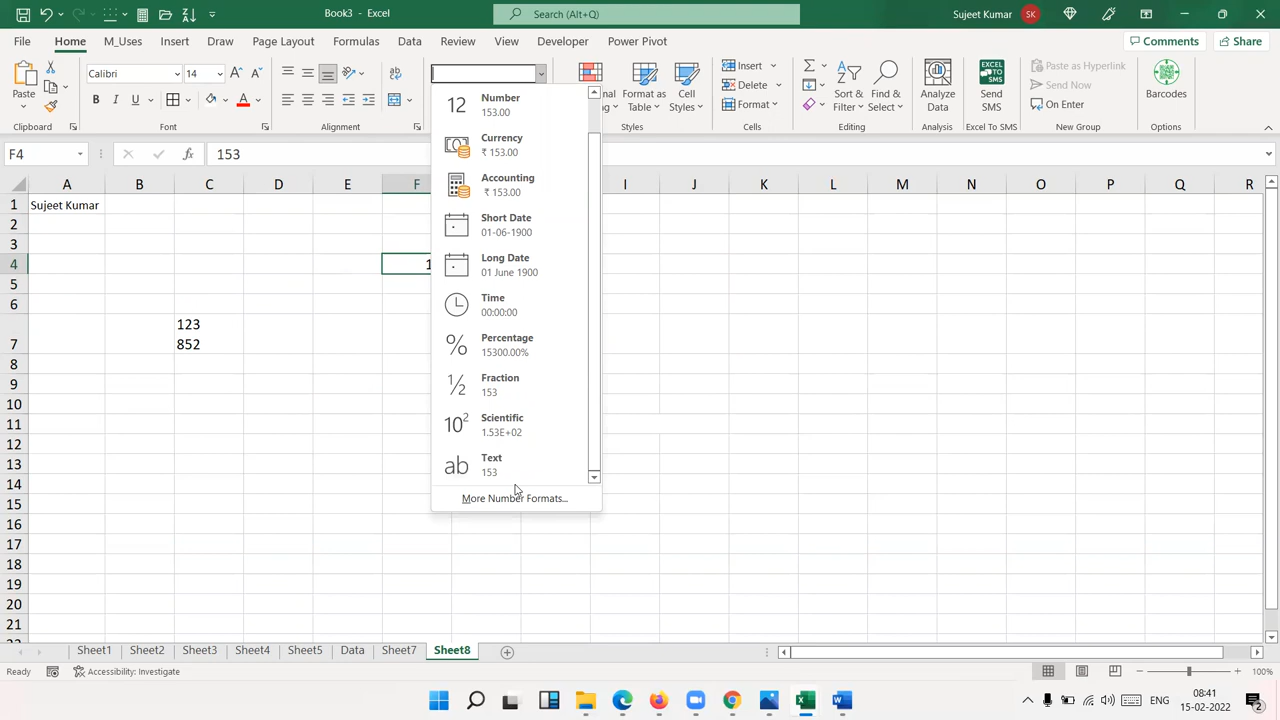 Book3 - Excel
Search (Alt+Q)
Sujeet Kumar SK
File Home M_Uses Insert Draw Page Layout Formulas Data Review View Developer Help Power Pivot
Comments Share
Paste
Clipboard
Calibri 14
B I U
Font
ab
Alignment
Format as Table
Cell Styles
Styles
Insert
Delete
Format
Cells
Sort & Filter
Find & Select
Editing
Analyze Data
Analysis
Send SMS
Excel To SMS
Paste as Hyperlink
Send Now
On Enter
New Group
Barcodes
Options
F4 fx 153
A B C D E F I J K L M N O P Q R
1 Sujeet Kumar
2
3
4 1
5
6
123
7 852
8
9
10
11
12
13
14
15
16
17
18
19
20
21
12 Number
153.00
Currency
₹ 153.00
Accounting
₹ 153.00
Short Date
01-06-1900
Long Date
01 June 1900
Time
00:00:00
% Percentage
15300.00%
½ Fraction
153
10² Scientific
1.53E+02
ab Text
153
More Number Formats...
Sheet1 Sheet2 Sheet3 Sheet4 Sheet5 Data Sheet7 Sheet8
Ready Accessibility: Investigate 100%
ENG 08:41
15-02-2022 2